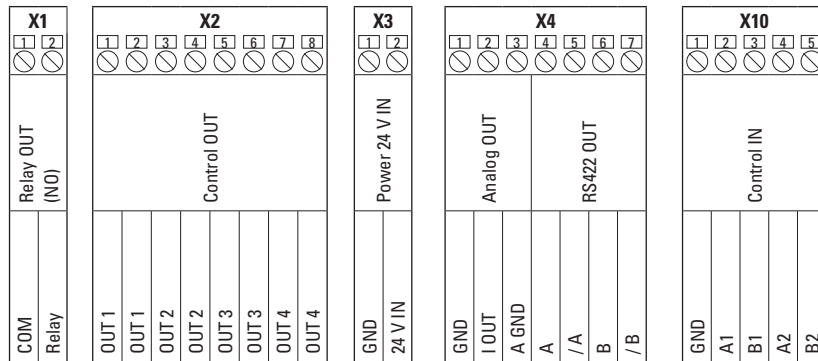 X1
X2
X3
X4
X10
1 2
1 2 3 4 5 6 7 8
1 2
1 2 3 4 5 6 7
1 2 3 4 5
Relay OUT
(NO)
Control OUT
Power 24 V IN
Analog OUT
RS422 OUT
Control IN
COM
Relay
OUT 1
OUT 1
OUT 2
OUT 2
OUT 3
OUT 3
OUT 4
OUT 4
GND
24 V IN
GND
I OUT
A GND
A
/ A
B
/ B
GND
A1
B1
A2
B2